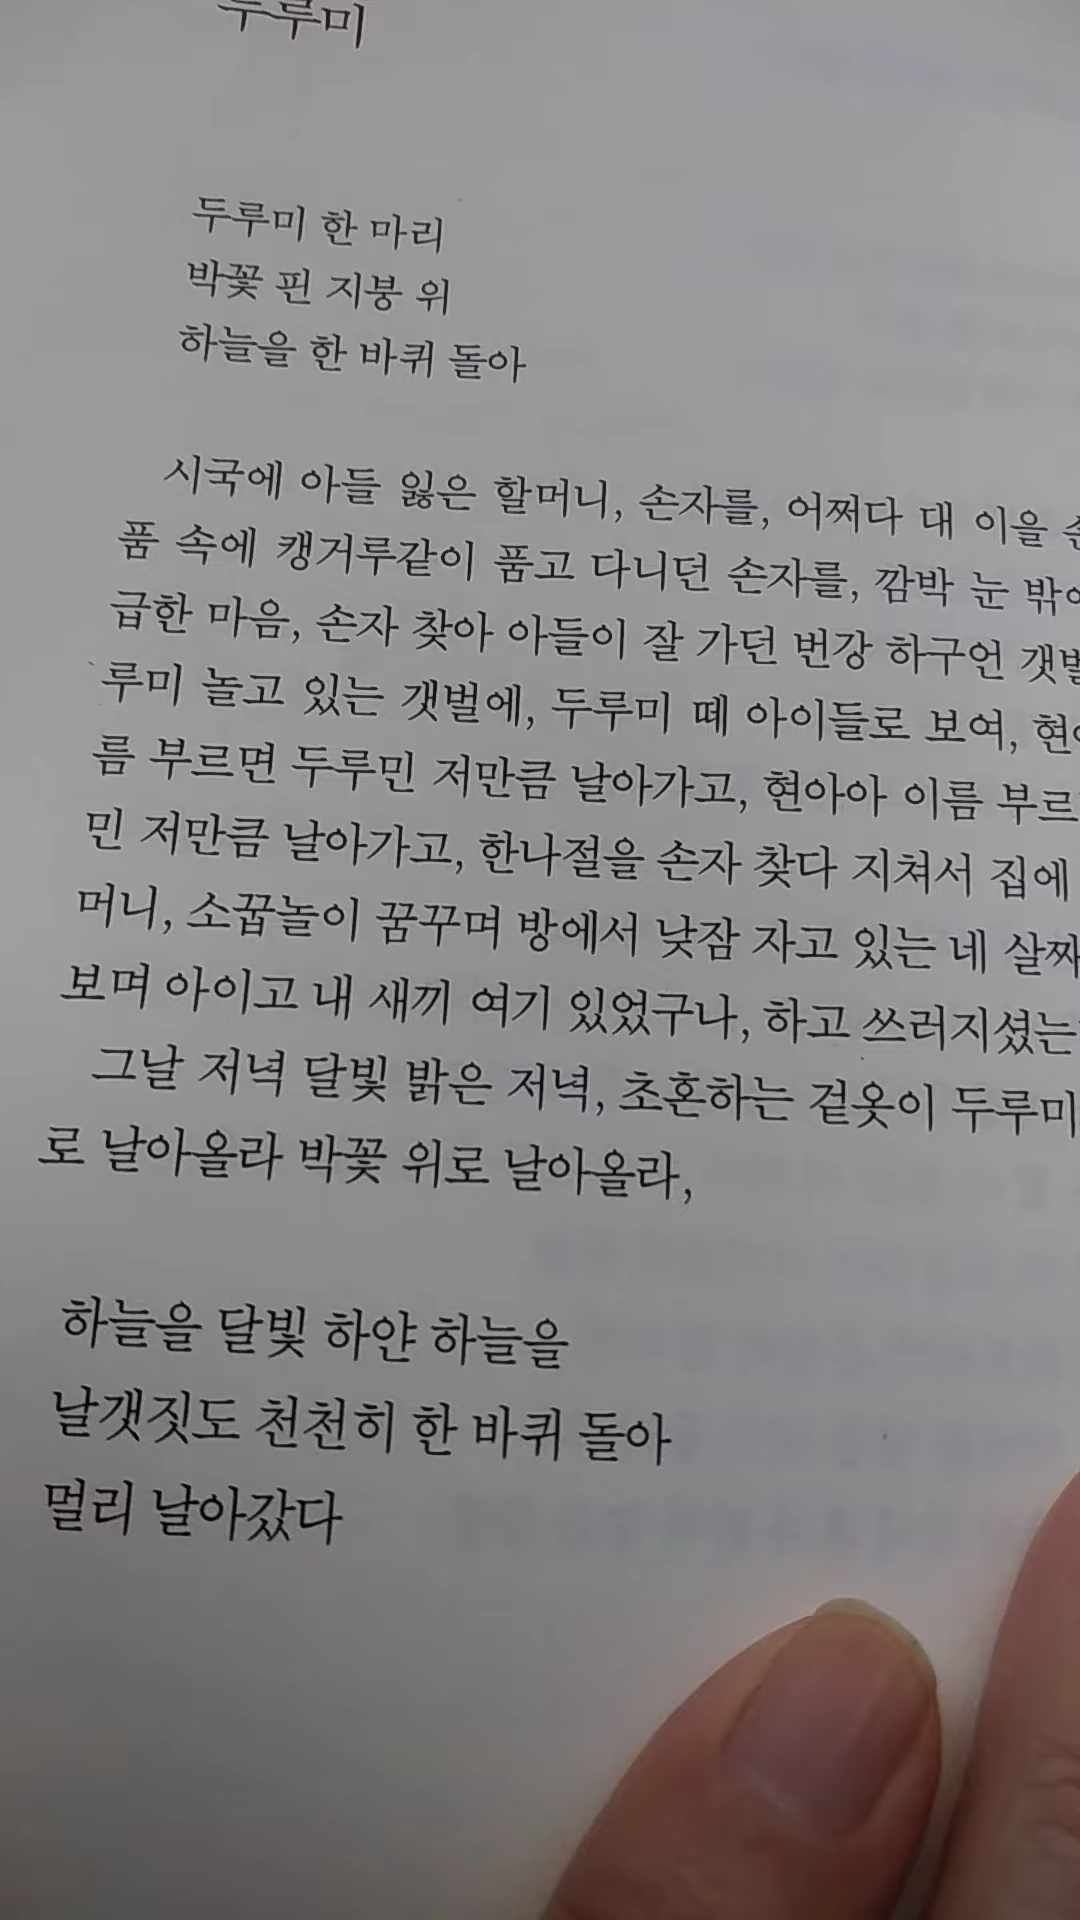 두루미
두루미 한 마리
박꽃 핀 지붕 위
하늘을 한 바퀴 돌아
시국에 아들 잃은 할머니, 손자를, 어쩌다 대 이을
품 속에 캥거루같이 품고 다니던 손자를, 깜박 눈
급한 마음, 손자 찾아 아들이 잘 가던 번강 하구언
루미 놀고 있는 갯벌에, 두루미 떼 아이들로 보여,
름 부르면 두루민 저만큼 날아가고, 현아아 이름
민 저만큼 날아가고, 한나절을 손자 찾다 지쳐서 집에
머니, 소꿉놀이 꿈꾸며 방에서 낮잠 자고 있는 네
보며 아이고 내 새끼 여기 있었구나, 하고 쓰러지셨는
그날 저녁 달빛 밝은 저녁, 초혼하는 겉옷이 두루미
로 날아올라 박꽃 위로 날아올라,
하늘을 달빛 하얀 하늘을
날갯짓도 천천히 한 바퀴 돌아
멀리 날아갔다